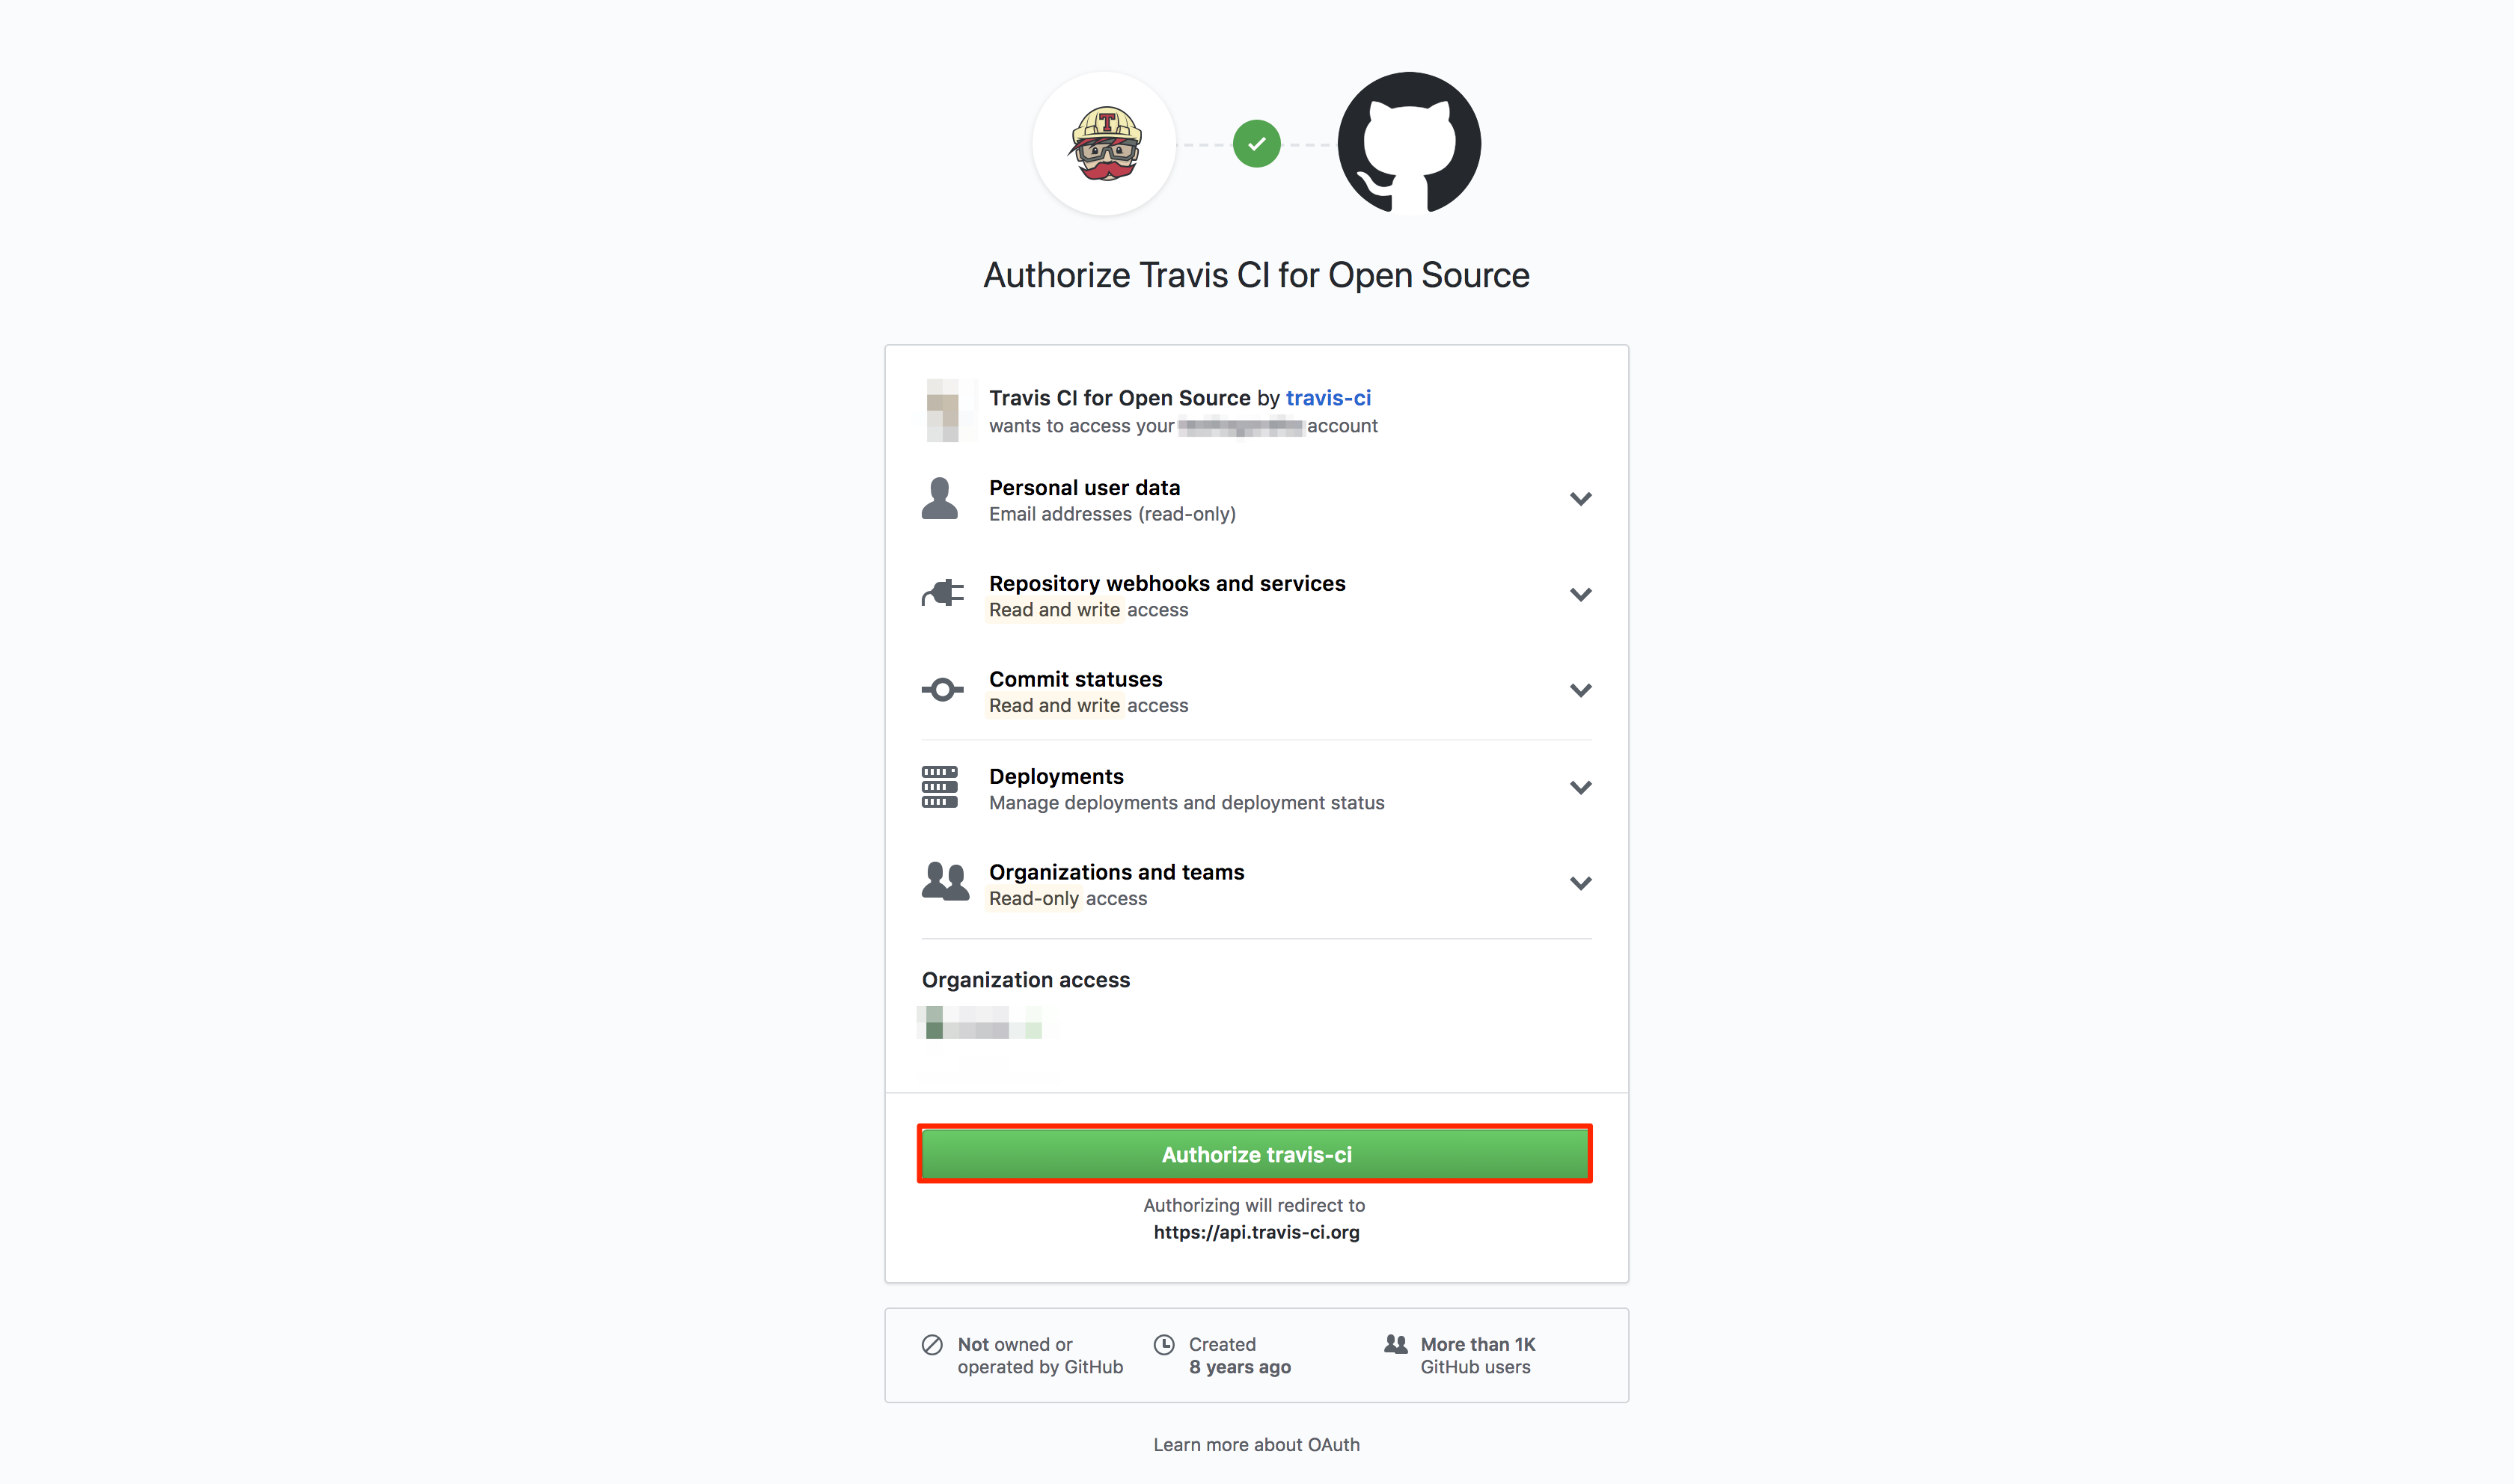 T
Authorize Travis CI for Open Source
Travis CI for Open Source by travis-ci
wants to access your account
Personal user data
Email addresses (read-only)
Repository webhooks and services
Read and write access
Commit statuses
Read and write access
Deployments
Manage deployments and deployment status
Organizations and teams
Read-only access
Organization access
Authorize travis-ci
Authorizing will redirect to
https://api.travis-ci.org
Not owned or
operated by GitHub
Created
8 years ago
More than 1K
GitHub users
Learn more about OAuth